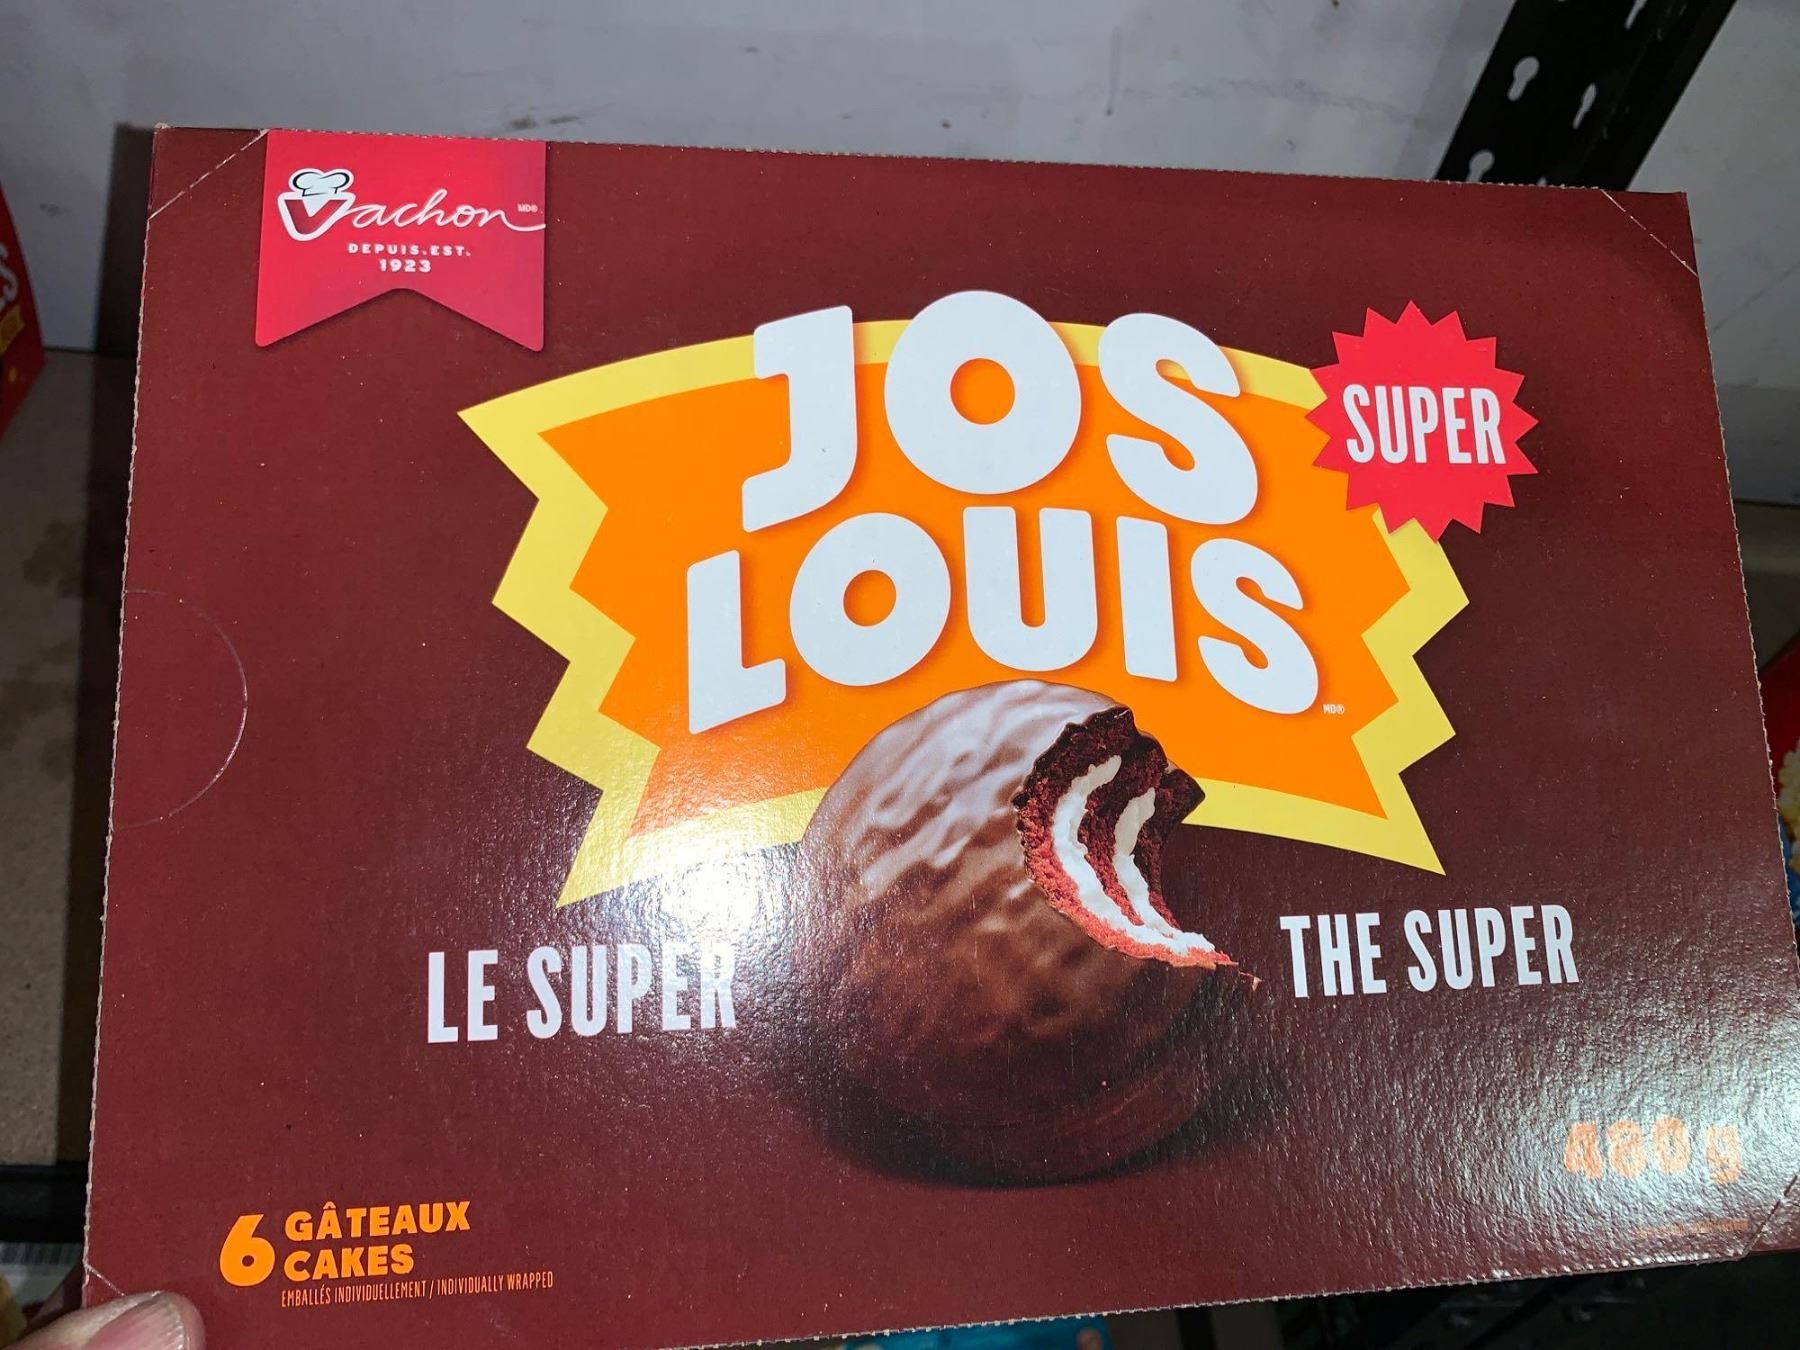 Vachon MD®
DEPUIS.EST.
1923
JOS
LOUIS MD®
SUPER
LE SUPER
THE SUPER
480 g
6 GÂTEAUX
CAKES
EMBALLÉS INDIVIDUELLEMENT / INDIVIDUALLY WRAPPED